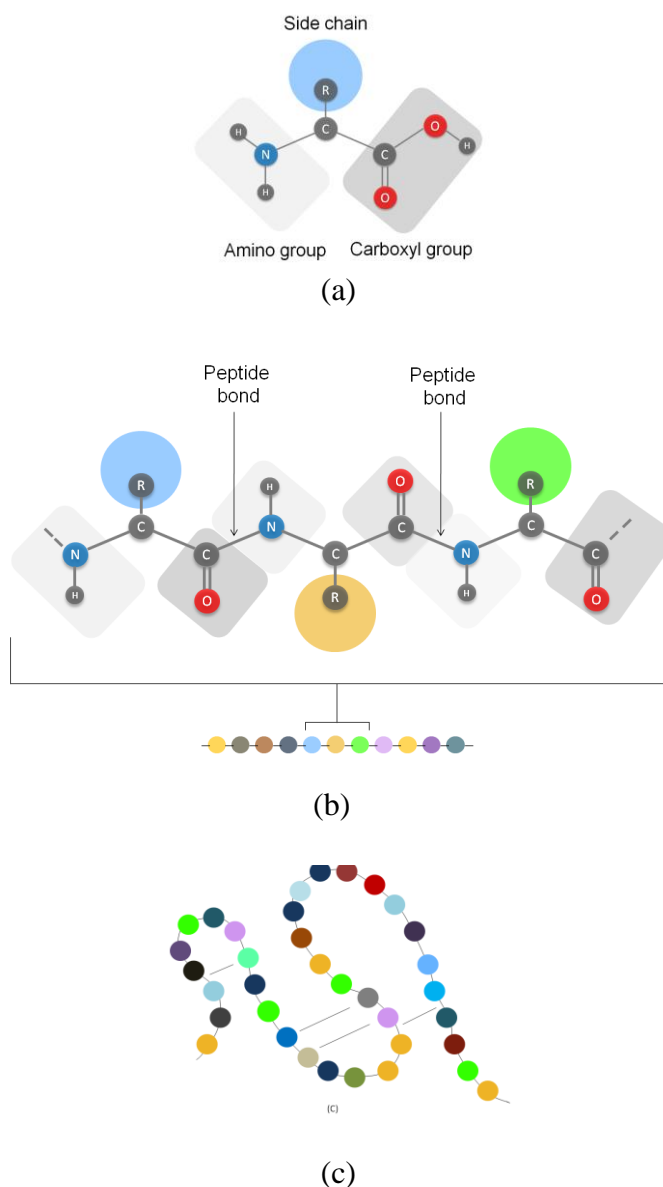 Side chain
R
H
C
O
N
C
H
H
O
Amino group Carboxyl group
(a)
Peptide bond
Peptide bond
R
H
O
R
C
N
C
C
N
C
C
N
C
H
O
R
H
O
(b)
(C)
(c)